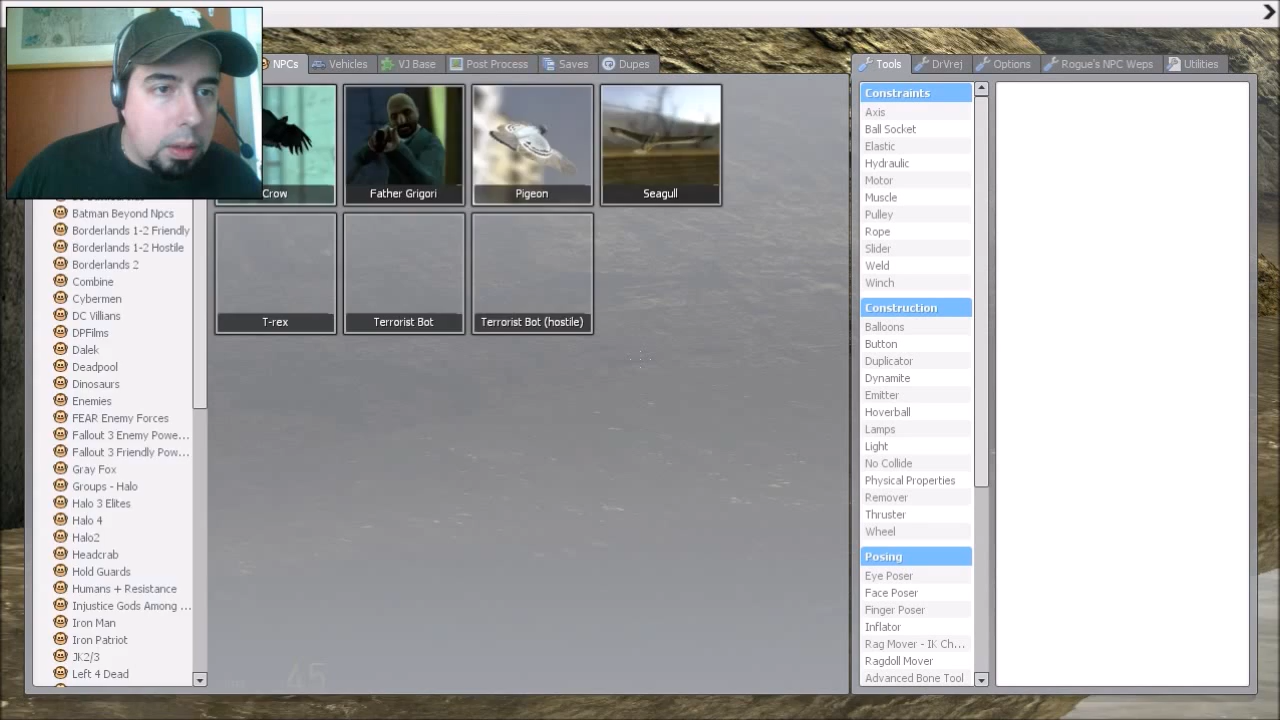 NPCs Vehicles VJ Base Post Process Saves Dupes
Crow Father Grigori Pigeon Seagull
T-rex Terrorist Bot Terrorist Bot (hostile)
Batman Beyond Npcs
Borderlands 1-2 Friendly
Borderlands 1-2 Hostile
Borderlands 2
Combine
Cybermen
DC Villians
DPFilms
Dalek
Deadpool
Dinosaurs
Enemies
FEAR Enemy Forces
Fallout 3 Enemy Powe...
Fallout 3 Friendly Pow...
Gray Fox
Groups - Halo
Halo 3 Elites
Halo 4
Halo2
Headcrab
Hold Guards
Humans + Resistance
Injustice Gods Among ...
Iron Man
Iron Patriot
JK2/3
Left 4 Dead
45
Tools DrVrej Options Rogue's NPC Weps Utilities
Constraints
Axis
Ball Socket
Elastic
Hydraulic
Motor
Muscle
Pulley
Rope
Slider
Weld
Winch
Construction
Balloons
Button
Duplicator
Dynamite
Emitter
Hoverball
Lamps
Light
No Collide
Physical Properties
Remover
Thruster
Wheel
Posing
Eye Poser
Face Poser
Finger Poser
Inflator
Rag Mover - IK Ch...
Ragdoll Mover
Advanced Bone Tool